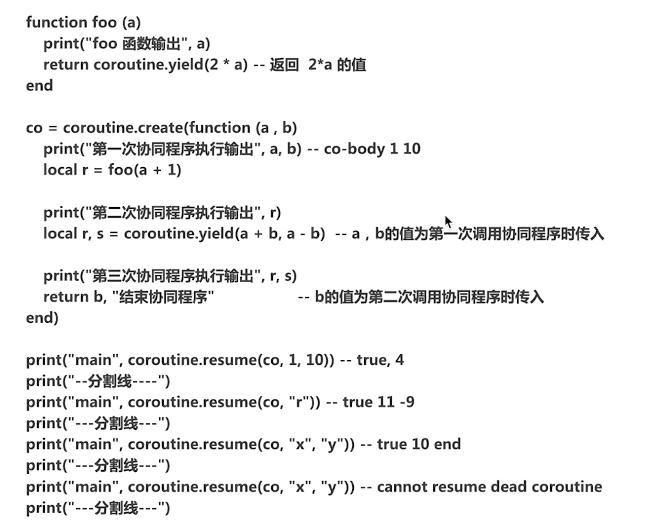 function foo (a)
print("foo 函数输出", a)
return coroutine.yield(2 * a) -- 返回 2*a 的值
end
co = coroutine.create(function (a , b)
print("第一次协同程序执行输出", a, b) -- co-body 1 10
local r = foo(a + 1)
print("第二次协同程序执行输出", r)
local r, s = coroutine.yield(a + b, a - b) -- a，b的值为第一次调用协同程序时传入
print("第三次协同程序执行输出", r, s)
return b, "结束协同程序" -- b的值为第二次调用协同程序时传入
end)
print("main", coroutine.resume(co, 1, 10)) -- true, 4
print("--分割线----")
print("main", coroutine.resume(co, "r")) -- true 11 -9
print("---分割线---")
print("main", coroutine.resume(co, "x", "y")) -- true 10 end
print("---分割线---")
print("main", coroutine.resume(co, "x", "y")) -- cannot resume dead coroutine
print("---分割线---")